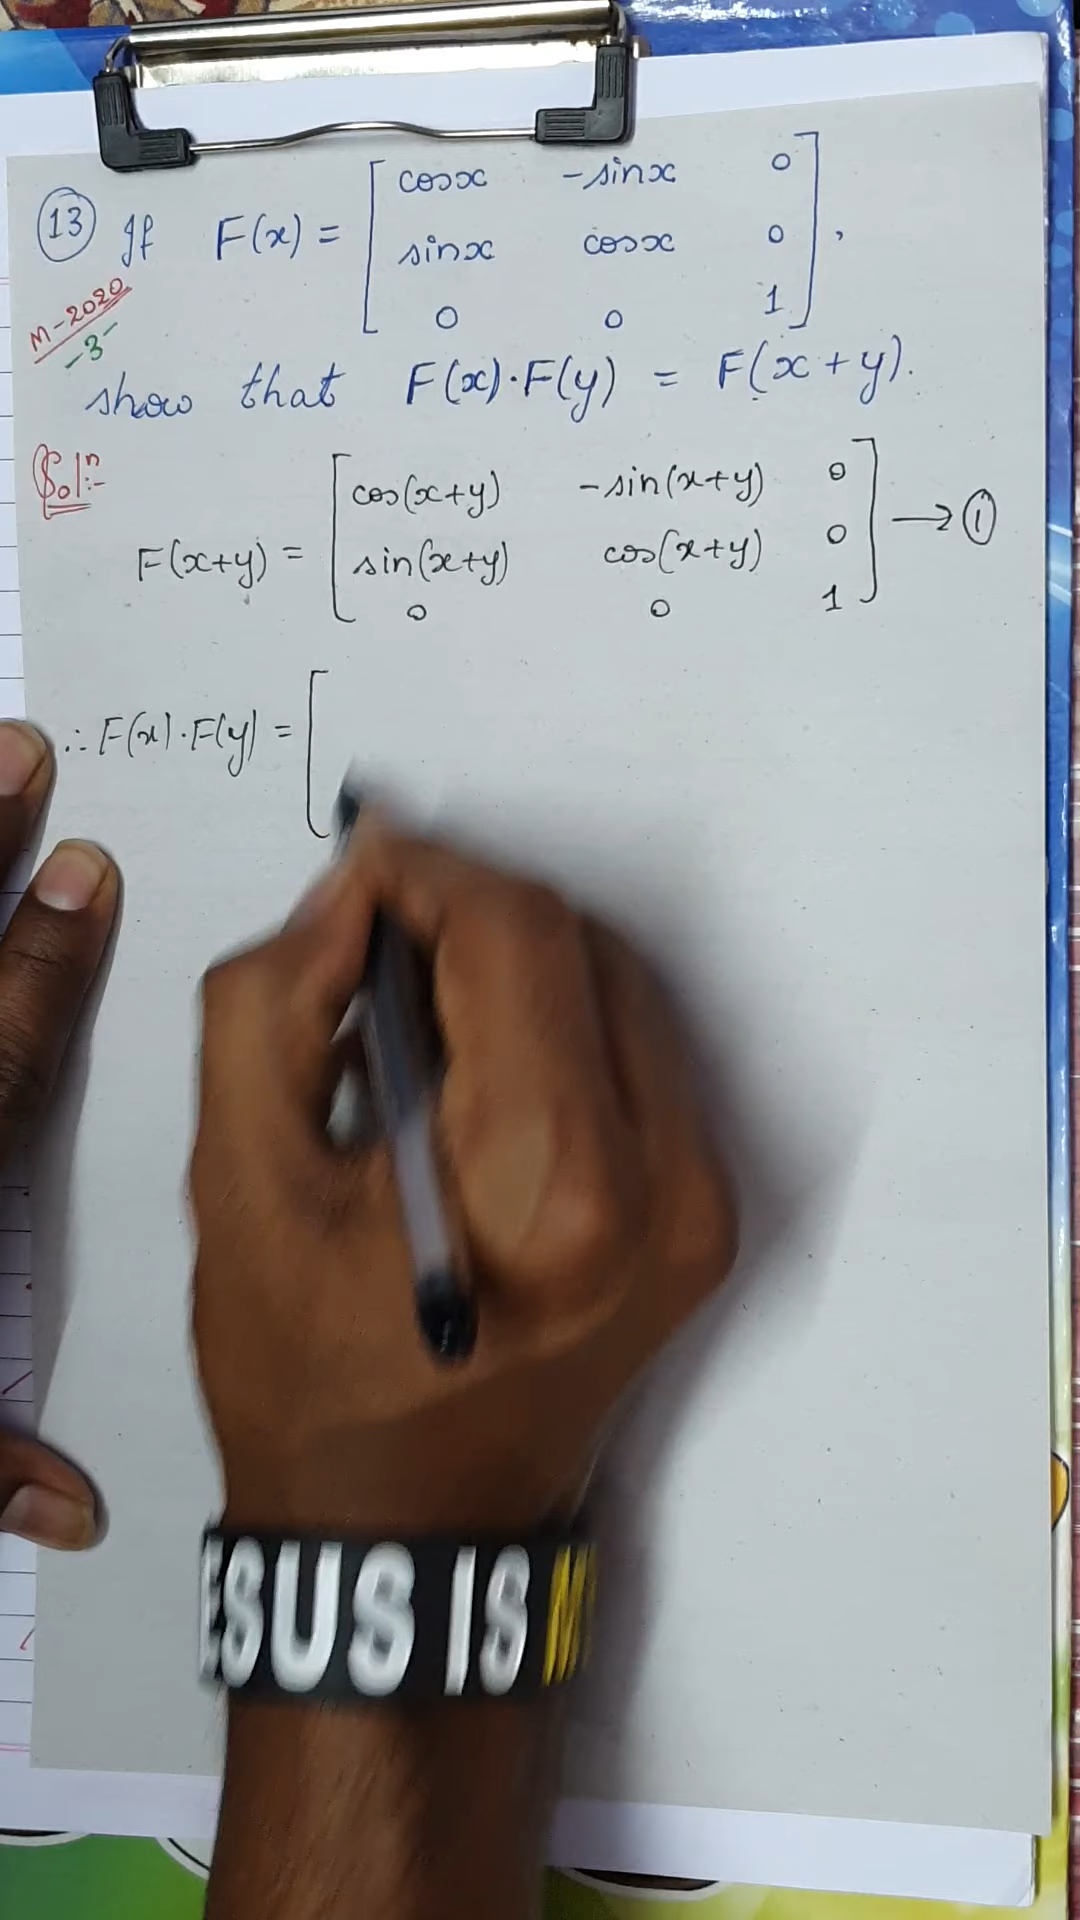 13 If F(x) = [cosx -sinx 0
sinx cosx 0
0 0 1],
M-2020
-3-
show that F(x)·F(y) = F(x+y).
Solⁿ:-
F(x+y) = [cos(x+y) -sin(x+y) 0
sin(x+y) cos(x+y) 0
0 0 1] → 1
∴ F(x)·F(y) = [
ESUS IS